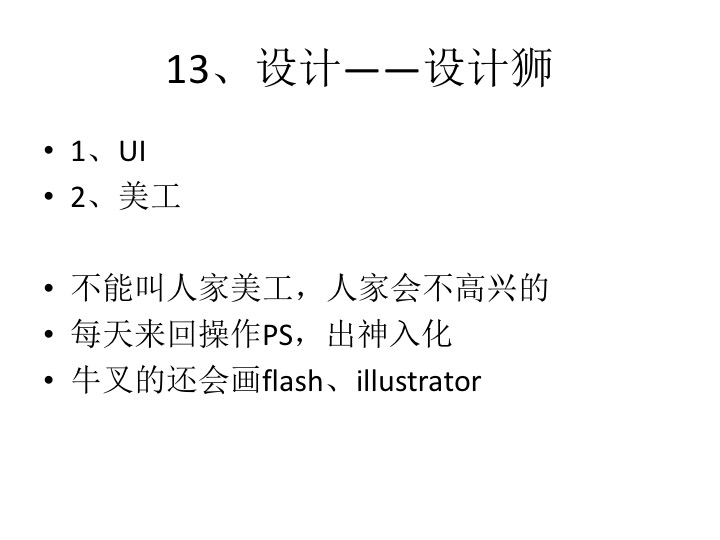 13、设计——设计狮
• 1、UI
• 2、美工
• 不能叫人家美工，人家会不高兴的
• 每天来回操作PS，出神入化
• 牛叉的还会画flash、illustrator